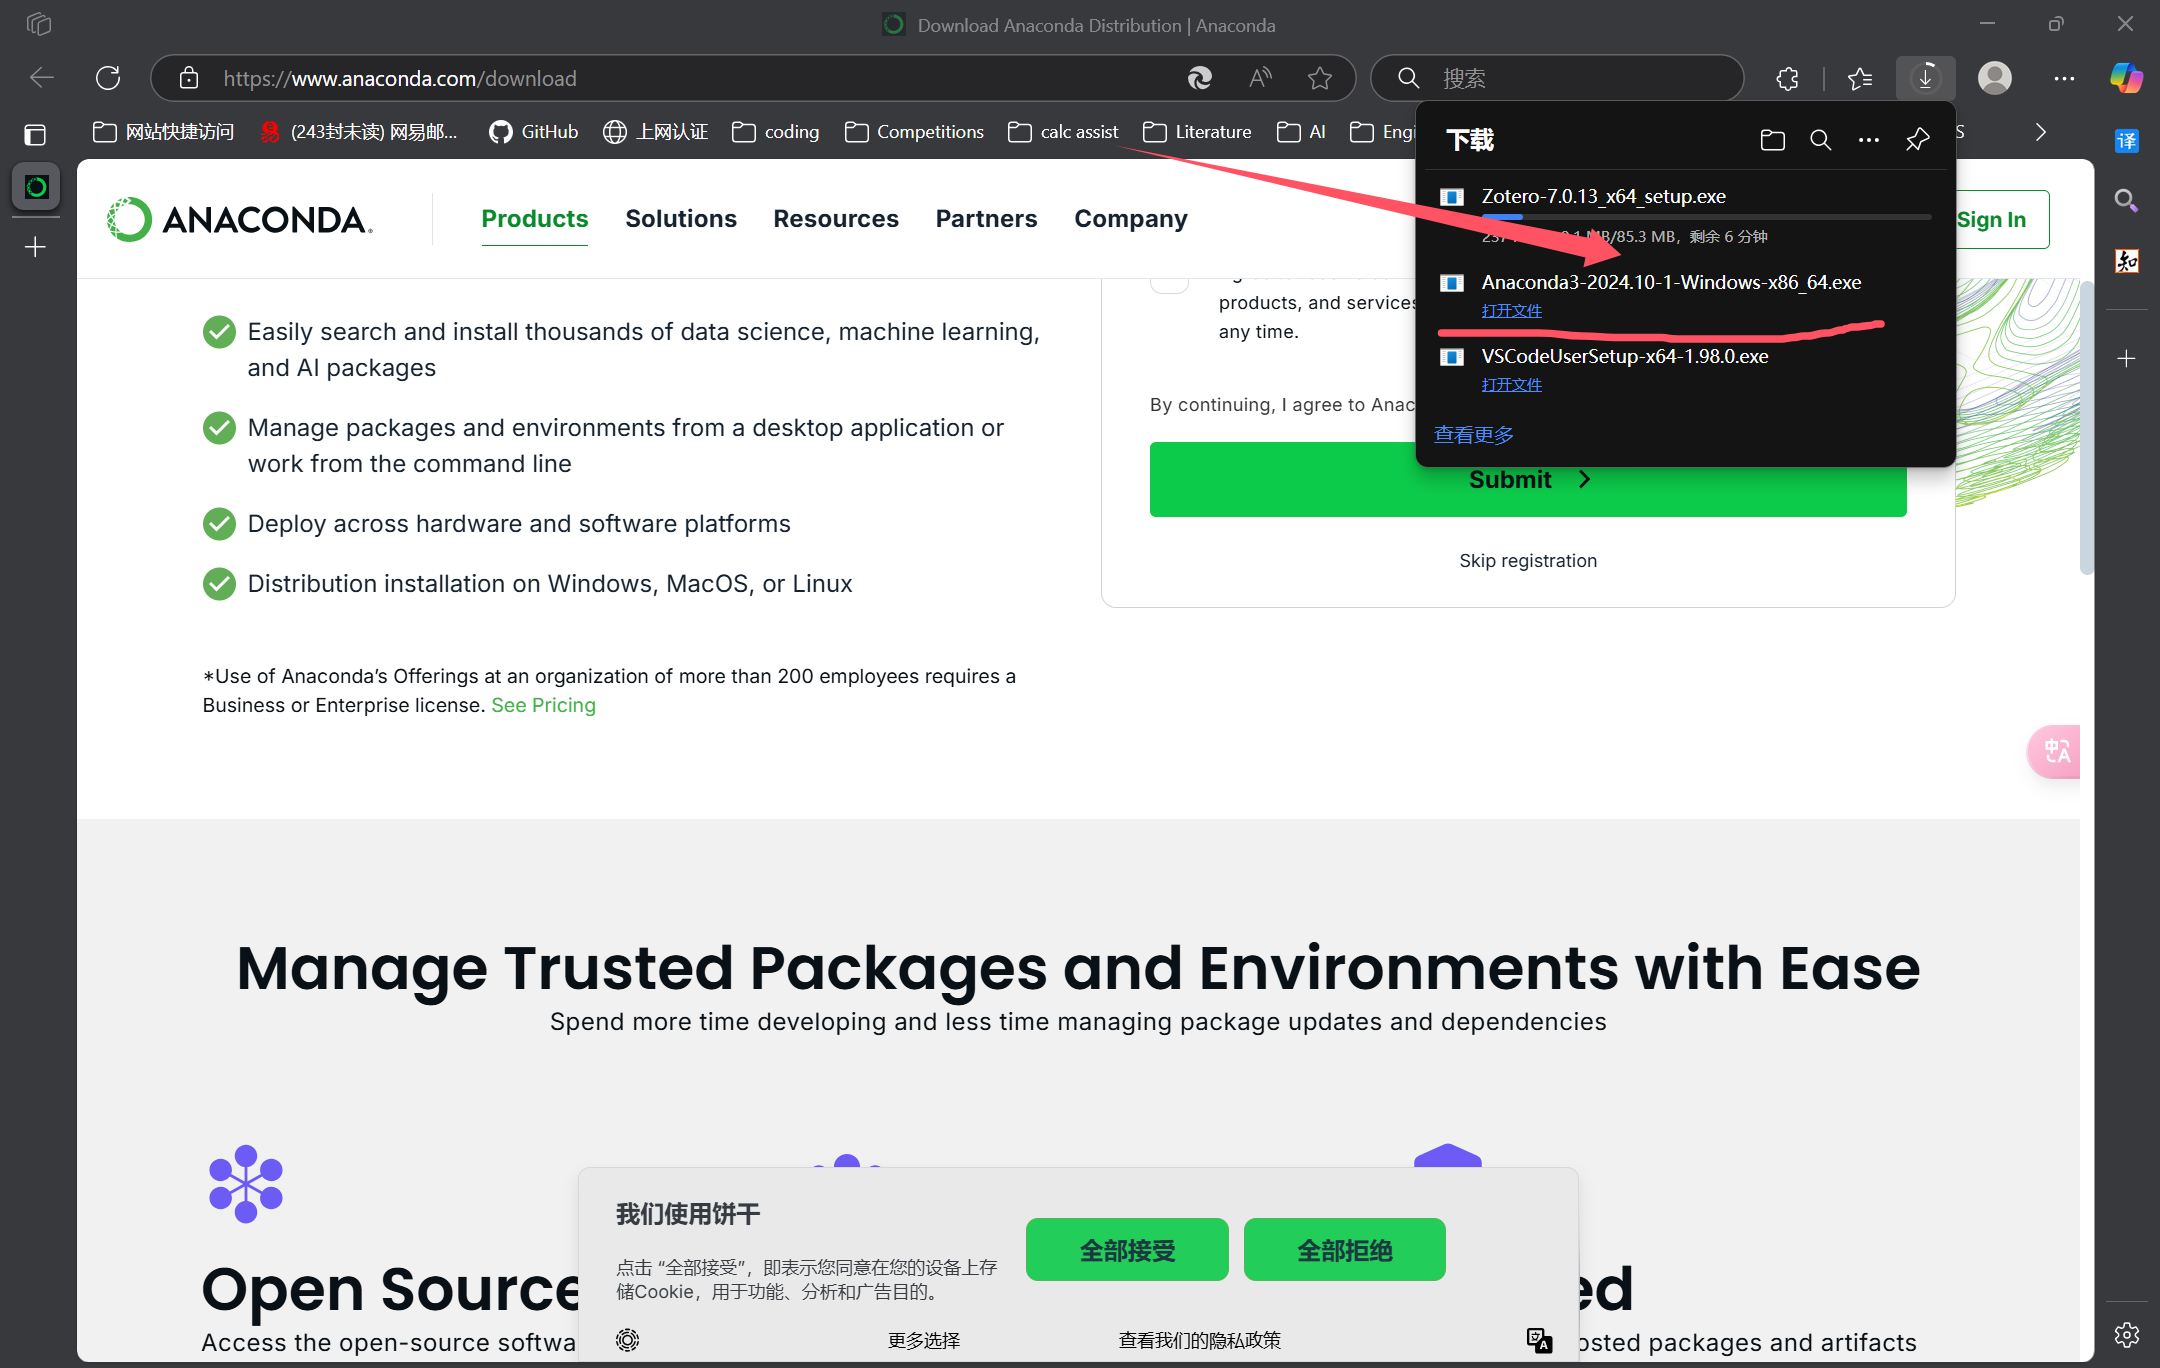 Download Anaconda Distribution | Anaconda
https://www.anaconda.com/download
搜索
网站快捷访问
(243封未读) 网易邮...
GitHub
上网认证
coding
Competitions
calc assist
Literature
AI
Engi
S
下载
Zotero-7.0.13_x64_setup.exe
MB/85.3 MB，剩余 6 分钟
Anaconda3-2024.10-1-Windows-x86_64.exe
打开文件
VSCodeUserSetup-x64-1.98.0.exe
打开文件
查看更多
译
知
ANACONDA.
Products
Solutions
Resources
Partners
Company
Sign In
Easily search and install thousands of data science, machine learning,
and AI packages
Manage packages and environments from a desktop application or
work from the command line
Deploy across hardware and software platforms
Distribution installation on Windows, MacOS, or Linux
*Use of Anaconda’s Offerings at an organization of more than 200 employees requires a
Business or Enterprise license. See Pricing
products, and services
any time.
By continuing, I agree to Anac
Submit
Skip registration
中A
Manage Trusted Packages and Environments with Ease
Spend more time developing and less time managing package updates and dependencies
Open Source
Access the open-source softwa
ed
osted packages and artifacts
我们使用饼干
点击 “全部接受”，即表示您同意在您的设备上存
储Cookie，用于功能、分析和广告目的。
全部接受
全部拒绝
更多选择
查看我们的隐私政策